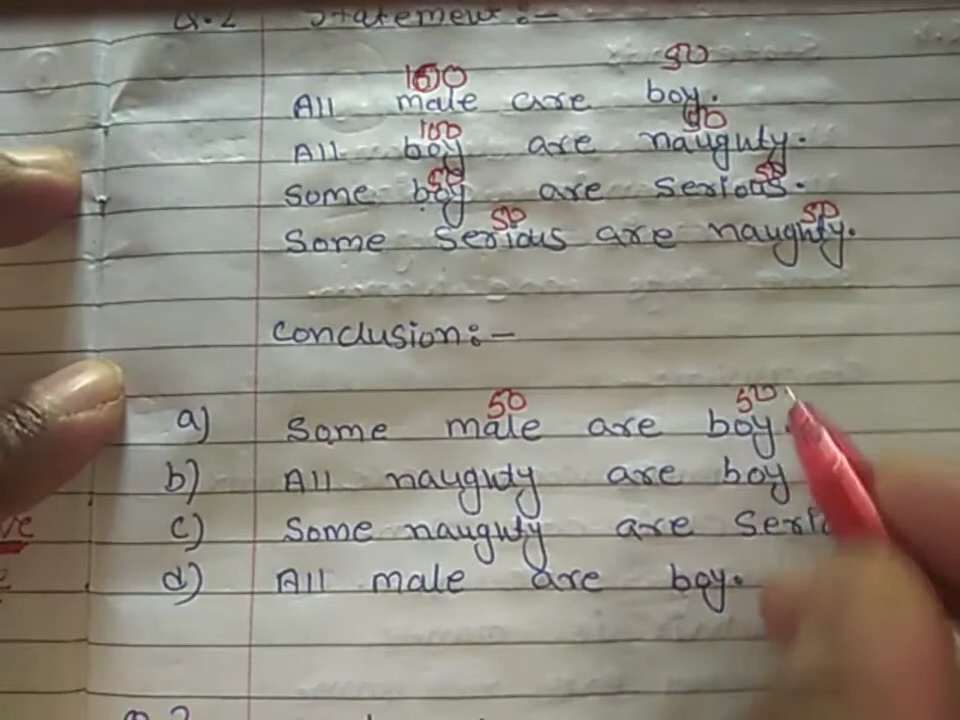 Q.2 Statement :-
100 50
All male are boy.
100 50
All boy are naughty.
50 50
Some boy are serious.
50 50
Some serious are naughty.
Conclusion :-
50 50
a) Some male are boy.
b) All naughty are boy
c) Some naughty are
d) All male are boy.